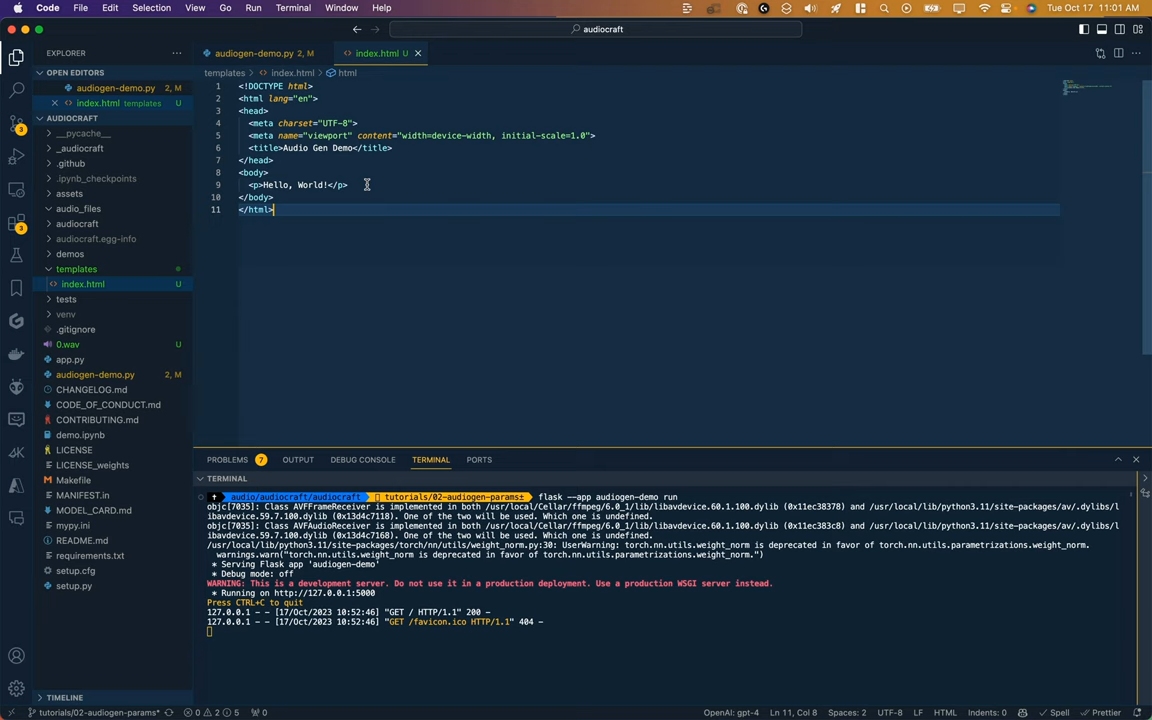 Code File Edit Selection View Go Run Terminal Window Help Tue Oct 17 11:01 AM
audiocraft
EXPLORER
audiogen-demo.py 2, M index.html U
OPEN EDITORS
templates > index.html > html
audiogen-demo.py 2, M
index.html templates U
AUDIOCRAFT
__pycache__
_audiocraft
.github
.ipynb_checkpoints
assets
audio_files
audiocraft
audiocraft.egg-info
demos
templates
index.html U
tests
venv
.gitignore
0.wav U
app.py
audiogen-demo.py 2, M
CHANGELOG.md
CODE_OF_CONDUCT.md
CONTRIBUTING.md
demo.ipynb
LICENSE
LICENSE_weights
Makefile
MANIFEST.in
MODEL_CARD.md
mypy.ini
README.md
requirements.txt
setup.cfg
setup.py
TIMELINE
3
3
4K
1 <!DOCTYPE html>
2 <html lang="en">
3 <head>
4 <meta charset="UTF-8">
5 <meta name="viewport" content="width=device-width, initial-scale=1.0">
6 <title>Audio Gen Demo</title>
7 </head>
8 <body>
9 <p>Hello, World!</p>
10 </body>
11 </html>
PROBLEMS 7 OUTPUT DEBUG CONSOLE TERMINAL PORTS
TERMINAL
audio/audiocraft/audiocraft tutorials/02-audiogen-params± flask --app audiogen-demo run
objc[7035]: Class AVFFrameReceiver is implemented in both /usr/local/Cellar/ffmpeg/6.0_1/lib/libavdevice.60.1.100.dylib (0x11ec38378) and /usr/local/lib/python3.11/site-packages/av/.dylibs/l
ibavdevice.59.7.100.dylib (0x13d4c7118). One of the two will be used. Which one is undefined.
objc[7035]: Class AVFAudioReceiver is implemented in both /usr/local/Cellar/ffmpeg/6.0_1/lib/libavdevice.60.1.100.dylib (0x11ec383c8) and /usr/local/lib/python3.11/site-packages/av/.dylibs/l
ibavdevice.59.7.100.dylib (0x13d4c7168). One of the two will be used. Which one is undefined.
/usr/local/lib/python3.11/site-packages/torch/nn/utils/weight_norm.py:30: UserWarning: torch.nn.utils.weight_norm is deprecated in favor of torch.nn.utils.parametrizations.weight_norm.
warnings.warn("torch.nn.utils.weight_norm is deprecated in favor of torch.nn.utils.parametrizations.weight_norm.")
* Serving Flask app 'audiogen-demo'
* Debug mode: off
WARNING: This is a development server. Do not use it in a production deployment. Use a production WSGI server instead.
* Running on http://127.0.0.1:5000
Press CTRL+C to quit
127.0.0.1 - - [17/Oct/2023 10:52:46] "GET / HTTP/1.1" 200 -
127.0.0.1 - - [17/Oct/2023 10:52:46] "GET /favicon.ico HTTP/1.1" 404 -
tutorials/02-audiogen-params* 0 2 5 0 OpenAI: gpt-4 Ln 11, Col 8 Spaces: 2 UTF-8 LF HTML Indents: 0 Spell Prettier